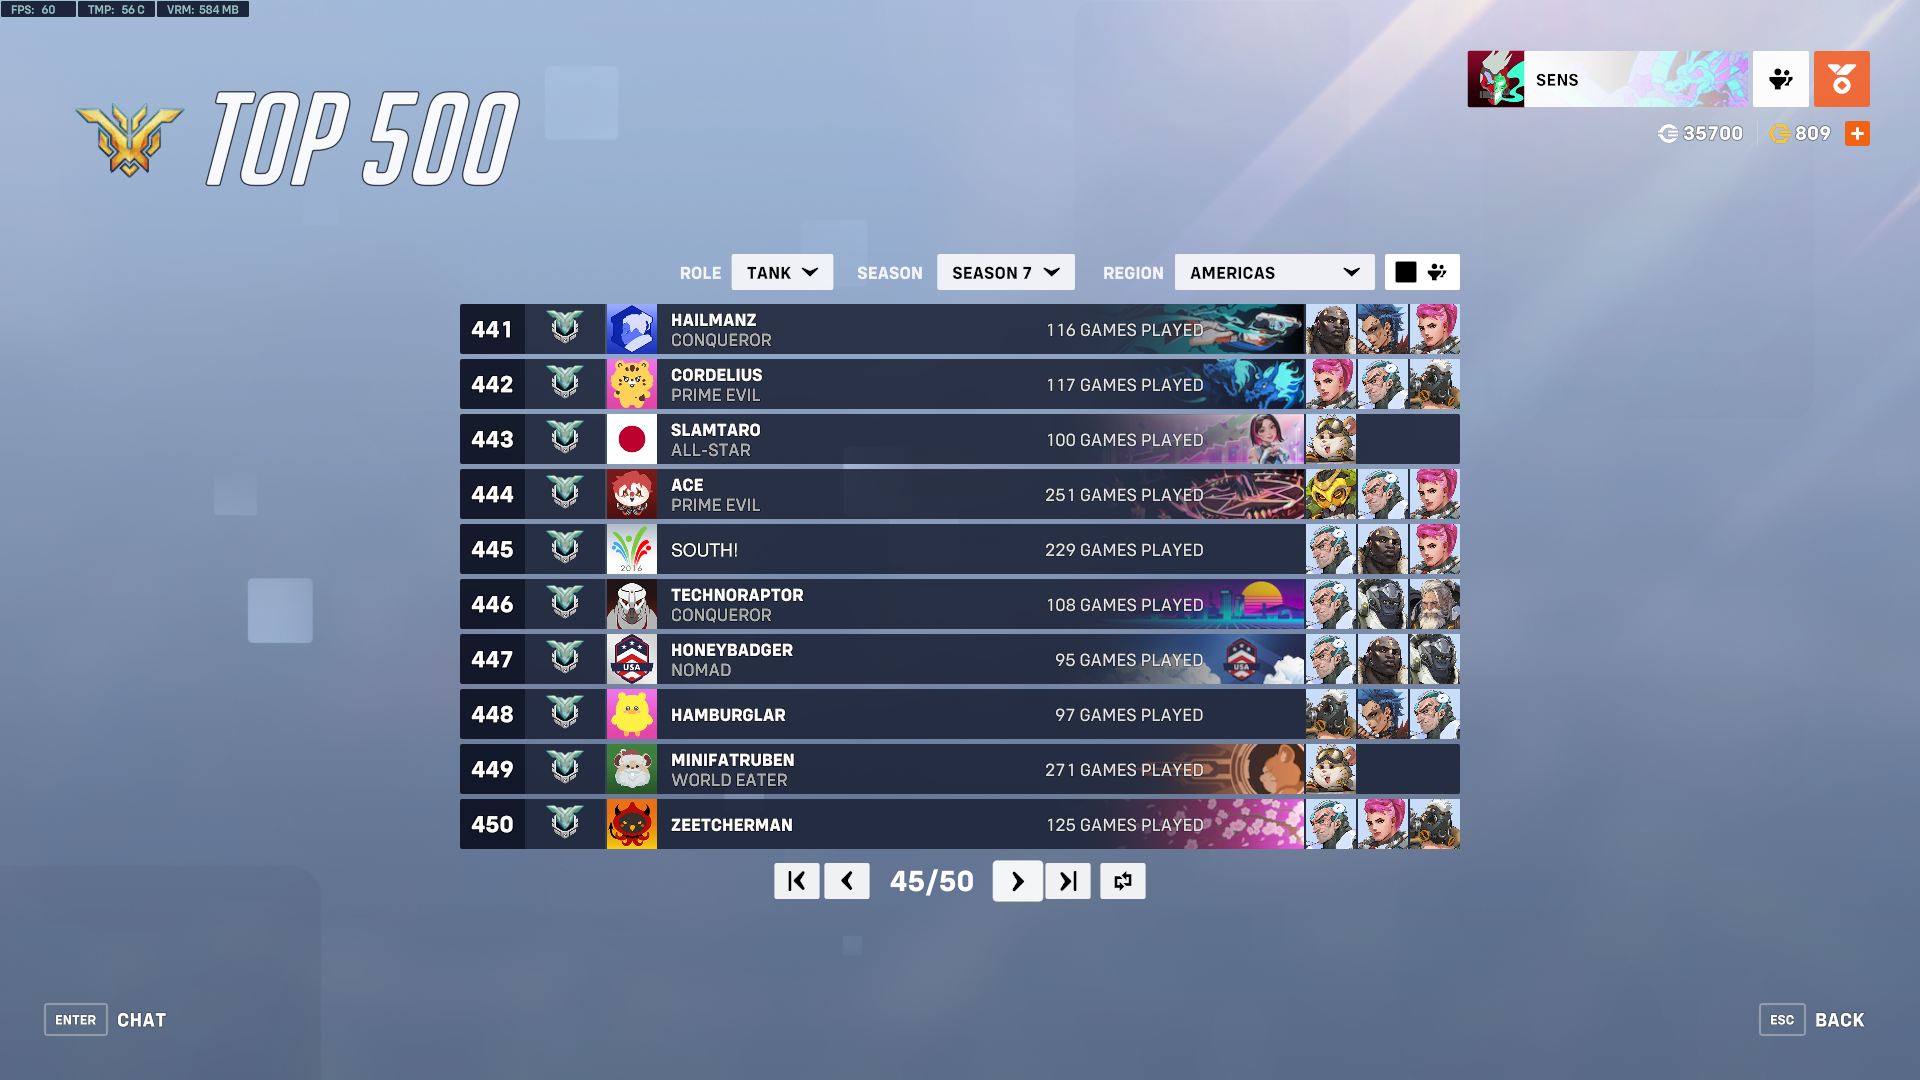 FPS: 60 TMP: 56 C VRM: 584 MB
TOP 500
SENS
35700 809
ROLE TANK SEASON SEASON 7 REGION AMERICAS
441 HAILMANZ 116 GAMES PLAYED
CONQUEROR
442 CORDELIUS 117 GAMES PLAYED
PRIME EVIL
443 SLAMTARO 100 GAMES PLAYED
ALL-STAR
444 ACE 251 GAMES PLAYED
PRIME EVIL
445 SOUTH! 229 GAMES PLAYED
2016
446 TECHNORAPTOR 108 GAMES PLAYED
CONQUEROR
447 HONEYBADGER 95 GAMES PLAYED
USA NOMAD
448 HAMBURGLAR 97 GAMES PLAYED
449 MINIFATRUBEN 271 GAMES PLAYED
WORLD EATER
450 ZEETCHERMAN 125 GAMES PLAYED
45/50
ENTER CHAT
ESC BACK